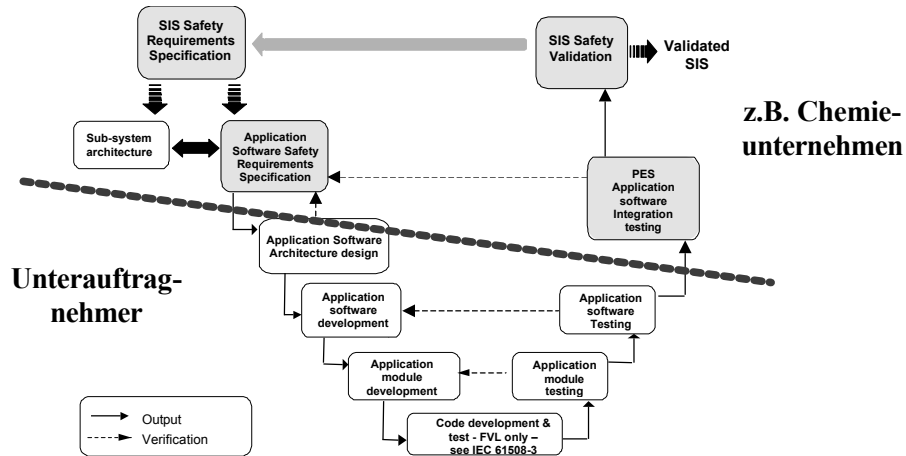 SIS Safety
Requirements
Specification
SIS Safety
Validation
Validated
SIS
z.B. Chemie-
unternehmen
Sub-system
architecture
Application
Software Safety
Requirements
Specification
PES
Application
software
Integration
testing
Application Software
Architecture design
Unterauftrag-
nehmer
Application
software
development
Application
software
Testing
Application
module
development
Application
module
testing
Code development &
test - FVL only –
see IEC 61508-3
Output
Verification